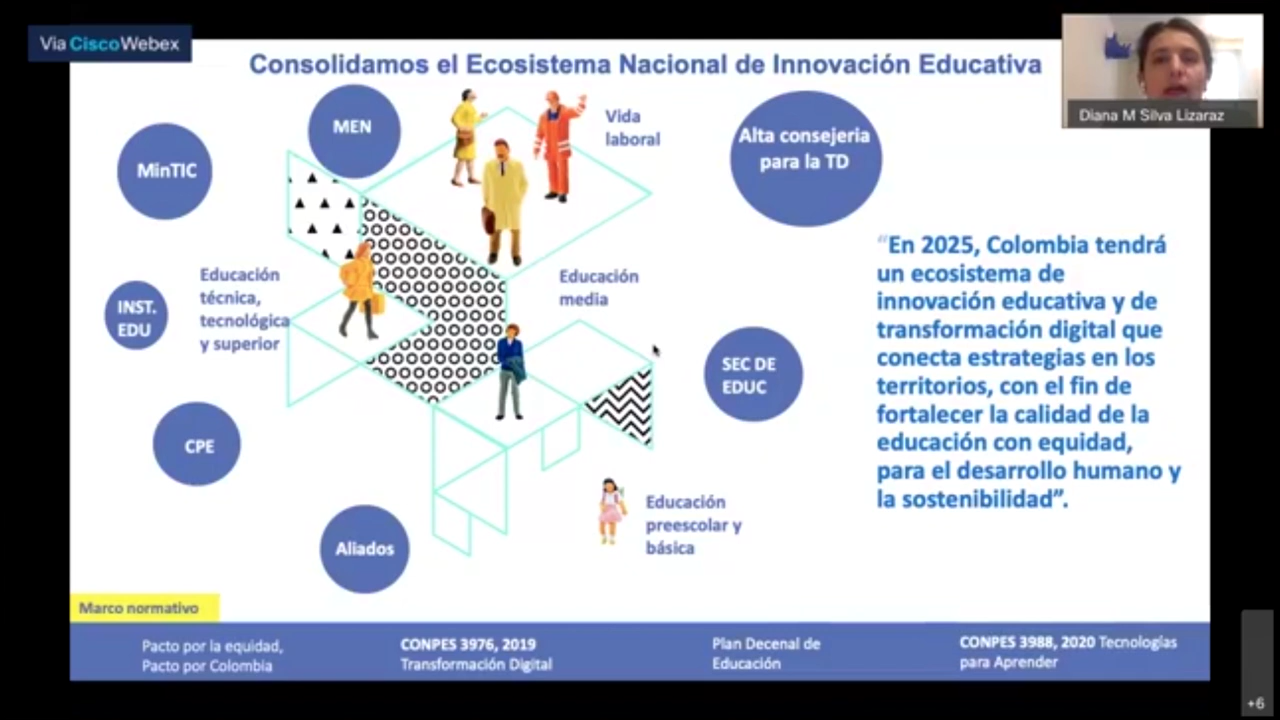 Via Cisco Webex
Consolidamos el Ecosistema Nacional de Innovación Educativa
Diana M Silva Lizaraz
MEN
Vida
laboral
Alta consejeria
para la TD
MinTIC
"En 2025, Colombia tendrá
un ecosistema de
innovación educativa y de
transformación digital que
conecta estrategias en los
territorios, con el fin de
fortalecer la calidad de la
educación con equidad,
para el desarrollo humano y
la sostenibilidad”.
Educación
técnica,
tecnológica
y superior
Educación
media
INST.
EDU
SEC DE
EDUC
CPE
Educación
preescolar y
básica
Aliados
Marco normativo
Pacto por la equidad,
Pacto por Colombia
CONPES 3976, 2019
Transformación Digital
Plan Decenal de
Educación
CONPES 3988, 2020 Tecnologías
para Aprender
+6